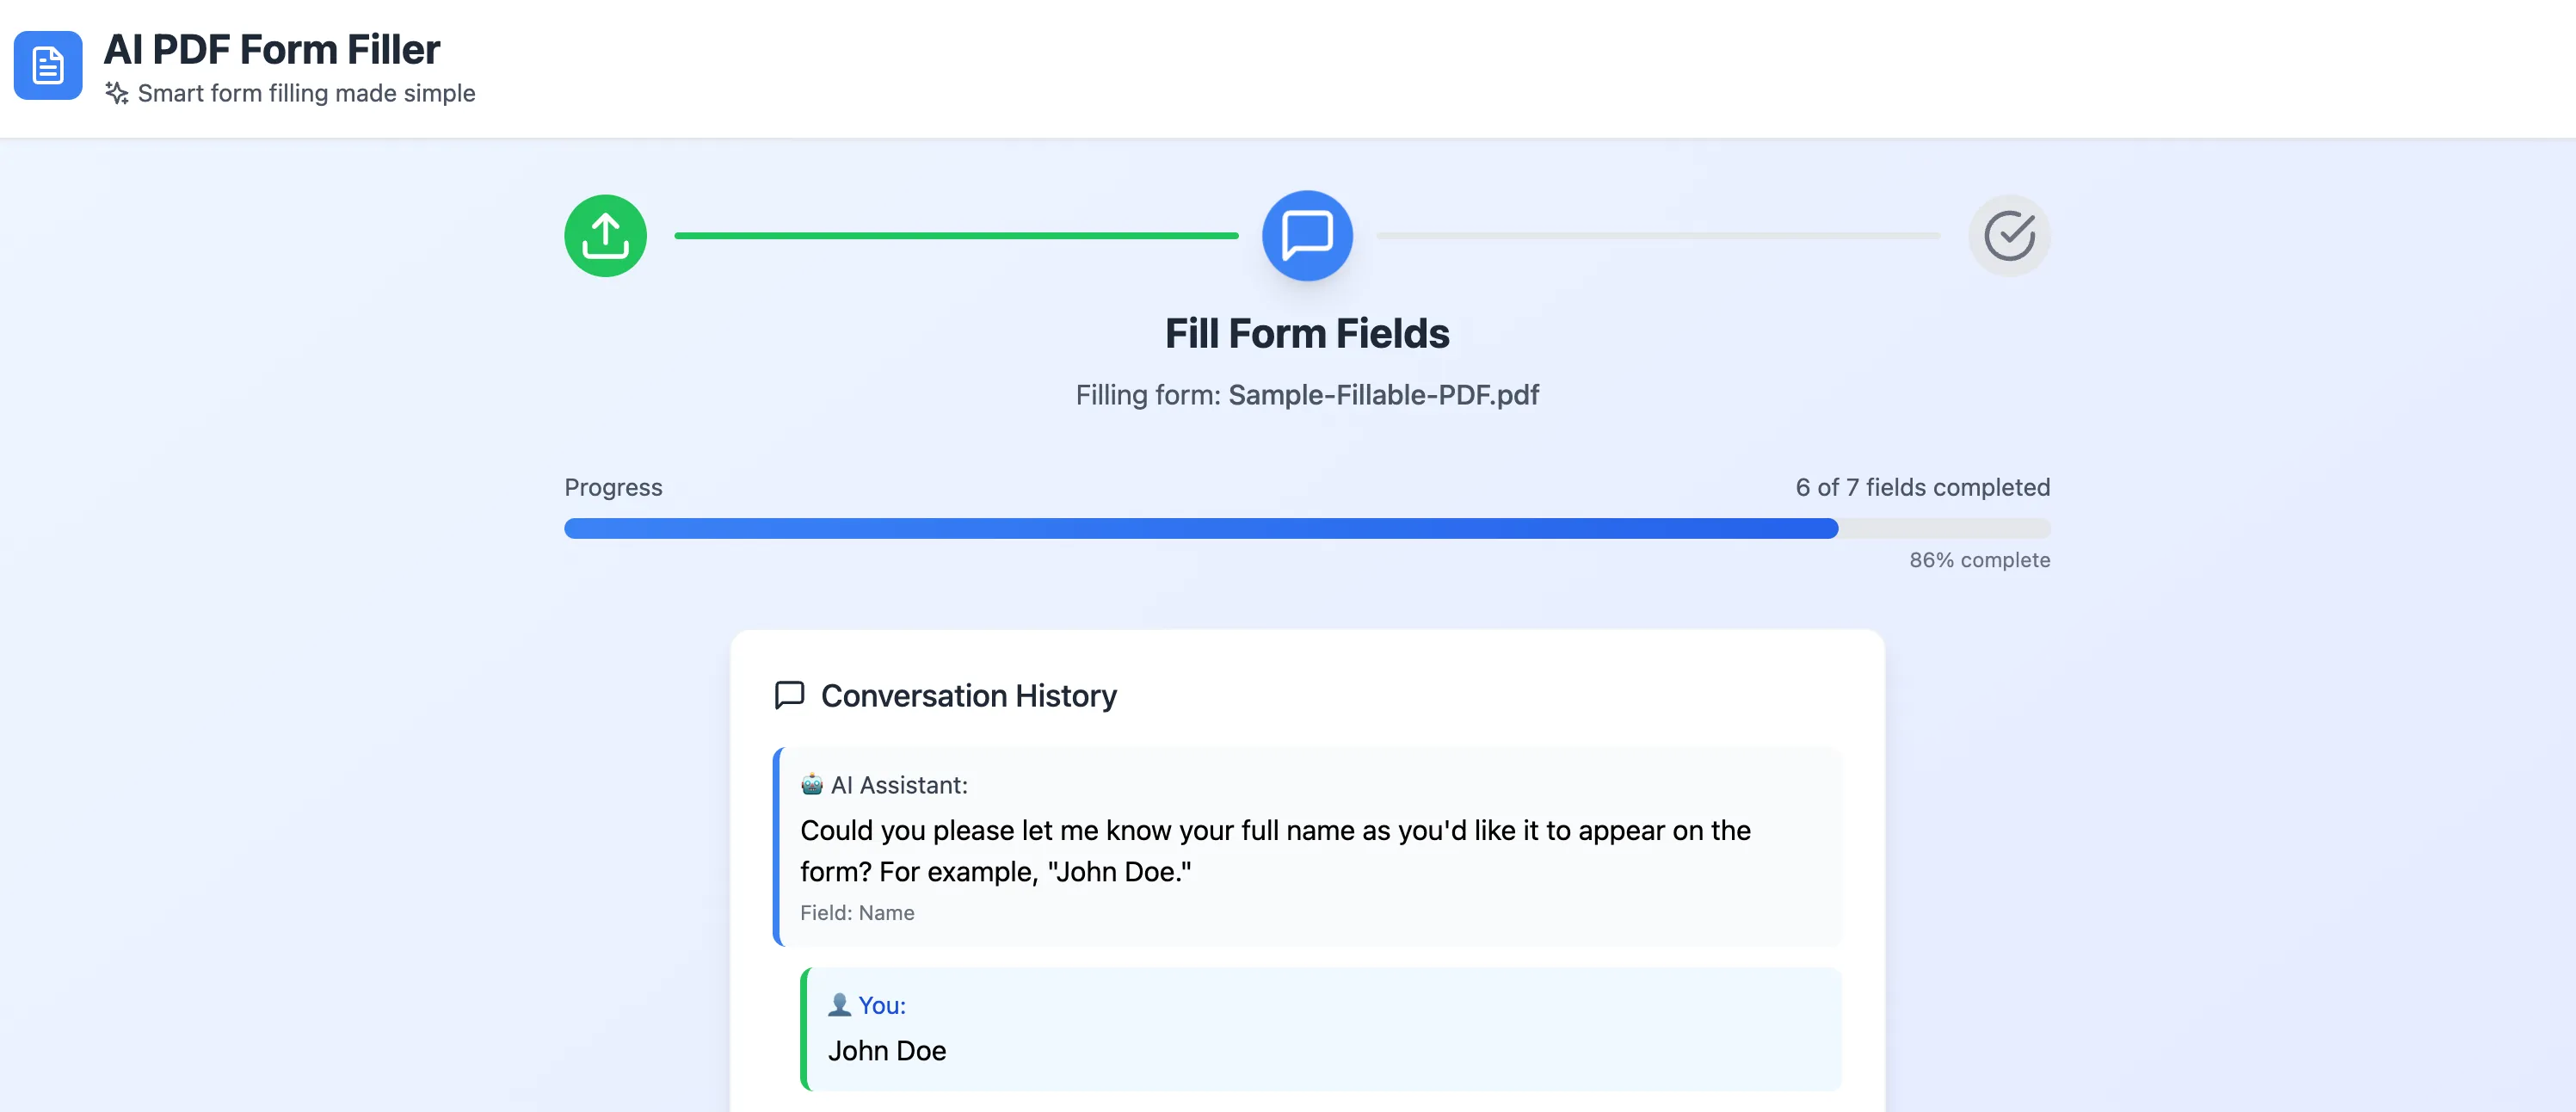 AI PDF Form Filler
Smart form filling made simple
Fill Form Fields
Filling form: Sample-Fillable-PDF.pdf
Progress
6 of 7 fields completed
86% complete
Conversation History
AI Assistant:
Could you please let me know your full name as you'd like it to appear on the
form? For example, "John Doe."
Field: Name
You:
John Doe